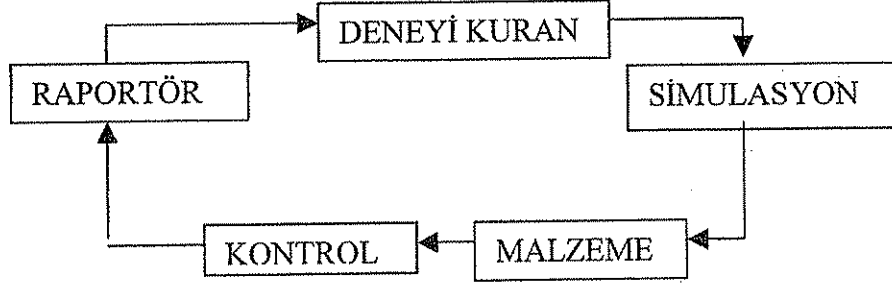 DENEYİ KURAN
RAPORTÖR
SİMULASYON
KONTROL
MALZEME